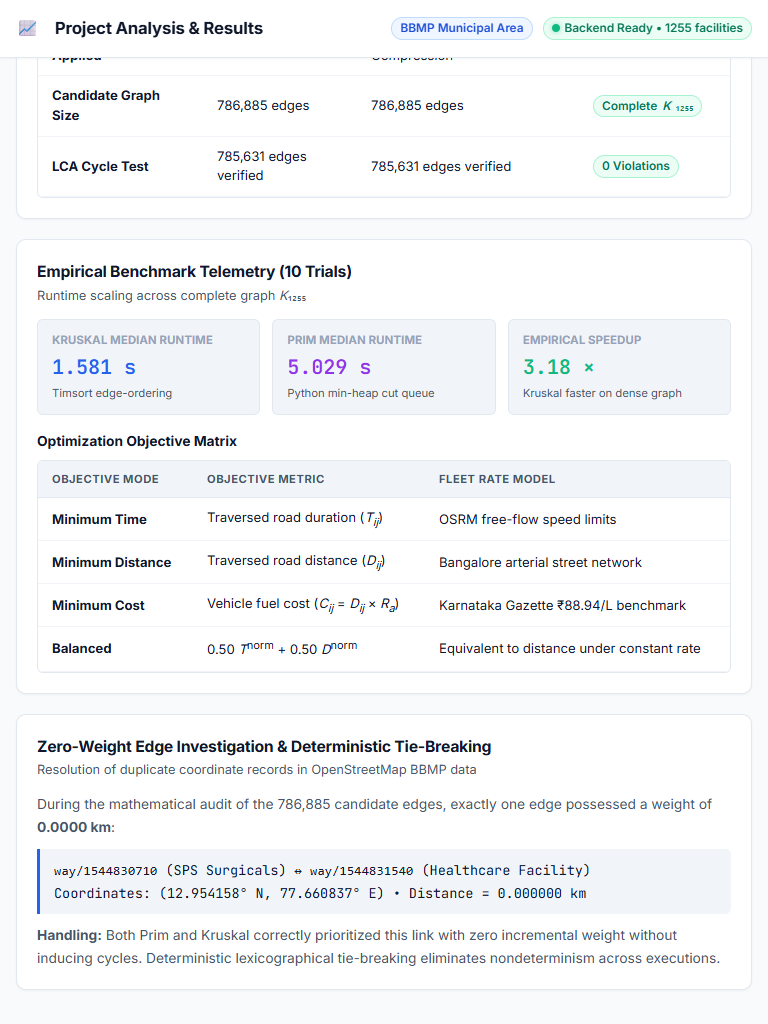 Project Analysis & Results
BBMP Municipal Area
Backend Ready • 1255 facilities
Applied
Compression
Candidate Graph
Size
786,885 edges
786,885 edges
Complete K ₁₂₅₅
LCA Cycle Test
785,631 edges
verified
785,631 edges verified
0 Violations
Empirical Benchmark Telemetry (10 Trials)
Runtime scaling across complete graph K₁₂₅₅
KRUSKAL MEDIAN RUNTIME
1.581 s
Timsort edge-ordering
PRIM MEDIAN RUNTIME
5.029 s
Python min-heap cut queue
EMPIRICAL SPEEDUP
3.18 ×
Kruskal faster on dense graph
Optimization Objective Matrix
OBJECTIVE MODE OBJECTIVE METRIC FLEET RATE MODEL
Minimum Time Traversed road duration (Tij) OSRM free-flow speed limits
Minimum Distance Traversed road distance (Dij) Bangalore arterial street network
Minimum Cost Vehicle fuel cost (Cij = Dij × Ra) Karnataka Gazette ₹88.94/L benchmark
Balanced 0.50 Tnorm + 0.50 Dnorm Equivalent to distance under constant rate
Zero-Weight Edge Investigation & Deterministic Tie-Breaking
Resolution of duplicate coordinate records in OpenStreetMap BBMP data
During the mathematical audit of the 786,885 candidate edges, exactly one edge possessed a weight of
0.0000 km:
way/1544830710 (SPS Surgicals) ↔ way/1544831540 (Healthcare Facility)
Coordinates: (12.954158° N, 77.660837° E) • Distance = 0.000000 km
Handling: Both Prim and Kruskal correctly prioritized this link with zero incremental weight without
inducing cycles. Deterministic lexicographical tie-breaking eliminates nondeterminism across executions.